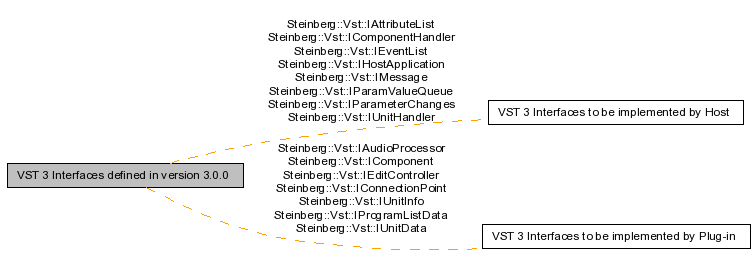 Steinberg::Vst::IAttributeList
Steinberg::Vst::IComponentHandler
Steinberg::Vst::IEventList
Steinberg::Vst::IHostApplication
Steinberg::Vst::IMessage
Steinberg::Vst::IParamValueQueue
Steinberg::Vst::IParameterChanges
Steinberg::Vst::IUnitHandler
VST 3 Interfaces to be implemented by Host
Steinberg::Vst::IAudioProcessor
Steinberg::Vst::IComponent
Steinberg::Vst::IEditController
Steinberg::Vst::IConnectionPoint
Steinberg::Vst::IUnitInfo
Steinberg::Vst::IProgramListData
Steinberg::Vst::IUnitData
VST 3 Interfaces defined in version 3.0.0
VST 3 Interfaces to be implemented by Plug-in